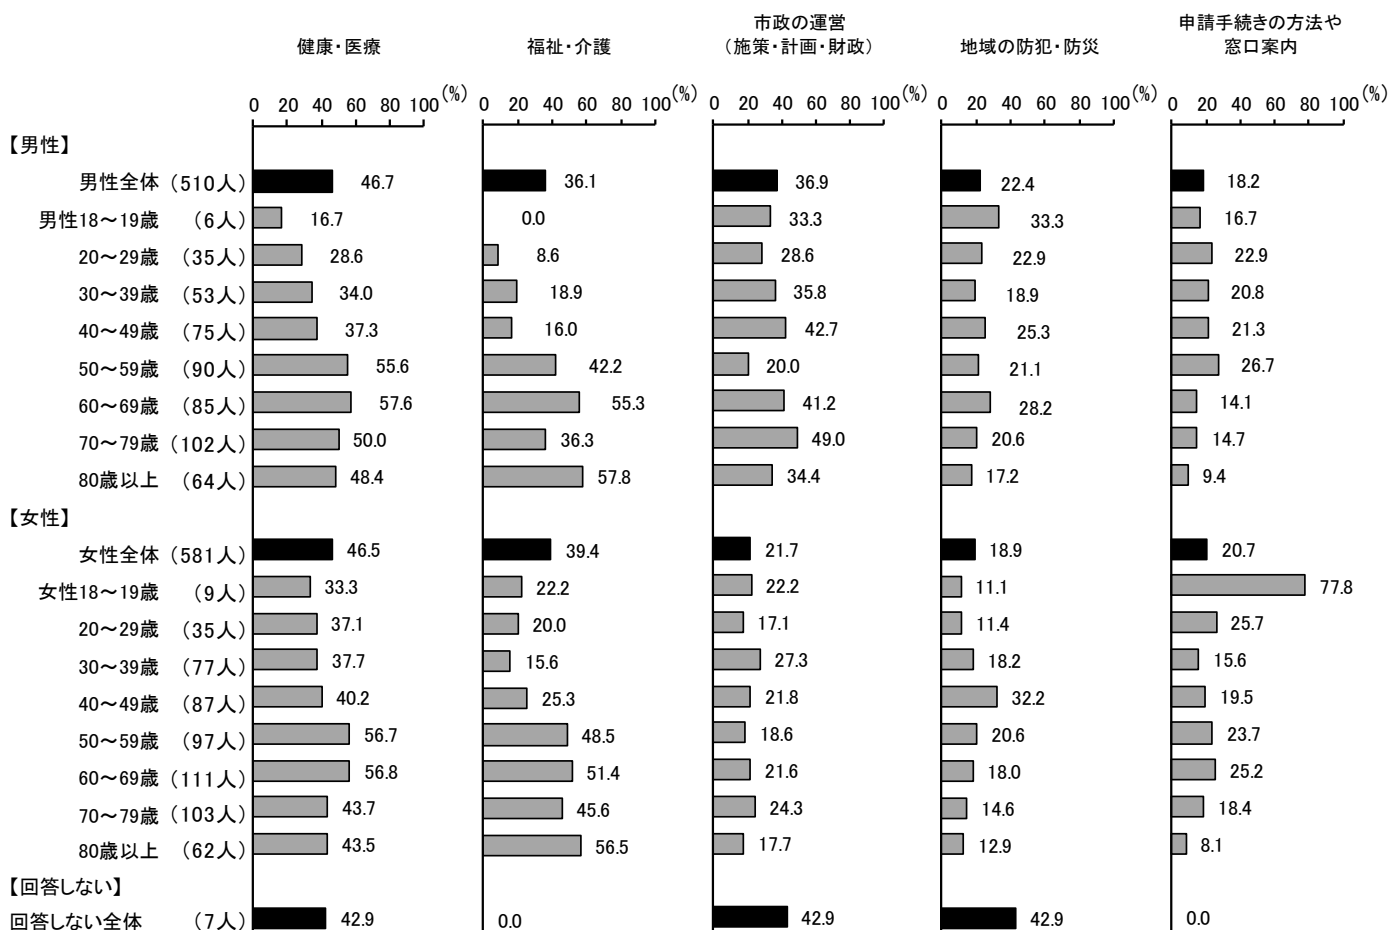 健康・医療 福祉・介護 市政の運営
（施策・計画・財政） 地域の防犯・防災 申請手続きの方法や
窓口案内
0 20 40 60 80 100 (%) 0 20 40 60 80 100 (%) 0 20 40 60 80 100 (%) 0 20 40 60 80 100 (%) 0 20 40 60 80 100 (%)
【男性】
男性全体（510人） 46.7 36.1 36.9 22.4 18.2
男性18～19歳 （6人） 16.7 0.0 33.3 33.3 16.7
20～29歳 （35人） 28.6 8.6 28.6 22.9 22.9
30～39歳 （53人） 34.0 18.9 35.8 18.9 20.8
40～49歳 （75人） 37.3 16.0 42.7 25.3 21.3
50～59歳 （90人） 55.6 42.2 20.0 21.1 26.7
60～69歳 （85人） 57.6 55.3 41.2 28.2 14.1
70～79歳（102人） 50.0 36.3 49.0 20.6 14.7
80歳以上 （64人） 48.4 57.8 34.4 17.2 9.4
【女性】
女性全体（581人） 46.5 39.4 21.7 18.9 20.7
女性18～19歳 （9人） 33.3 22.2 22.2 11.1 77.8
20～29歳 （35人） 37.1 20.0 17.1 11.4 25.7
30～39歳 （77人） 37.7 15.6 27.3 18.2 15.6
40～49歳 （87人） 40.2 25.3 21.8 32.2 19.5
50～59歳 （97人） 56.7 48.5 18.6 20.6 23.7
60～69歳（111人） 56.8 51.4 21.6 18.0 25.2
70～79歳（103人） 43.7 45.6 24.3 14.6 18.4
80歳以上 （62人） 43.5 56.5 17.7 12.9 8.1
【回答しない】
回答しない全体 （7人） 42.9 0.0 42.9 42.9 0.0